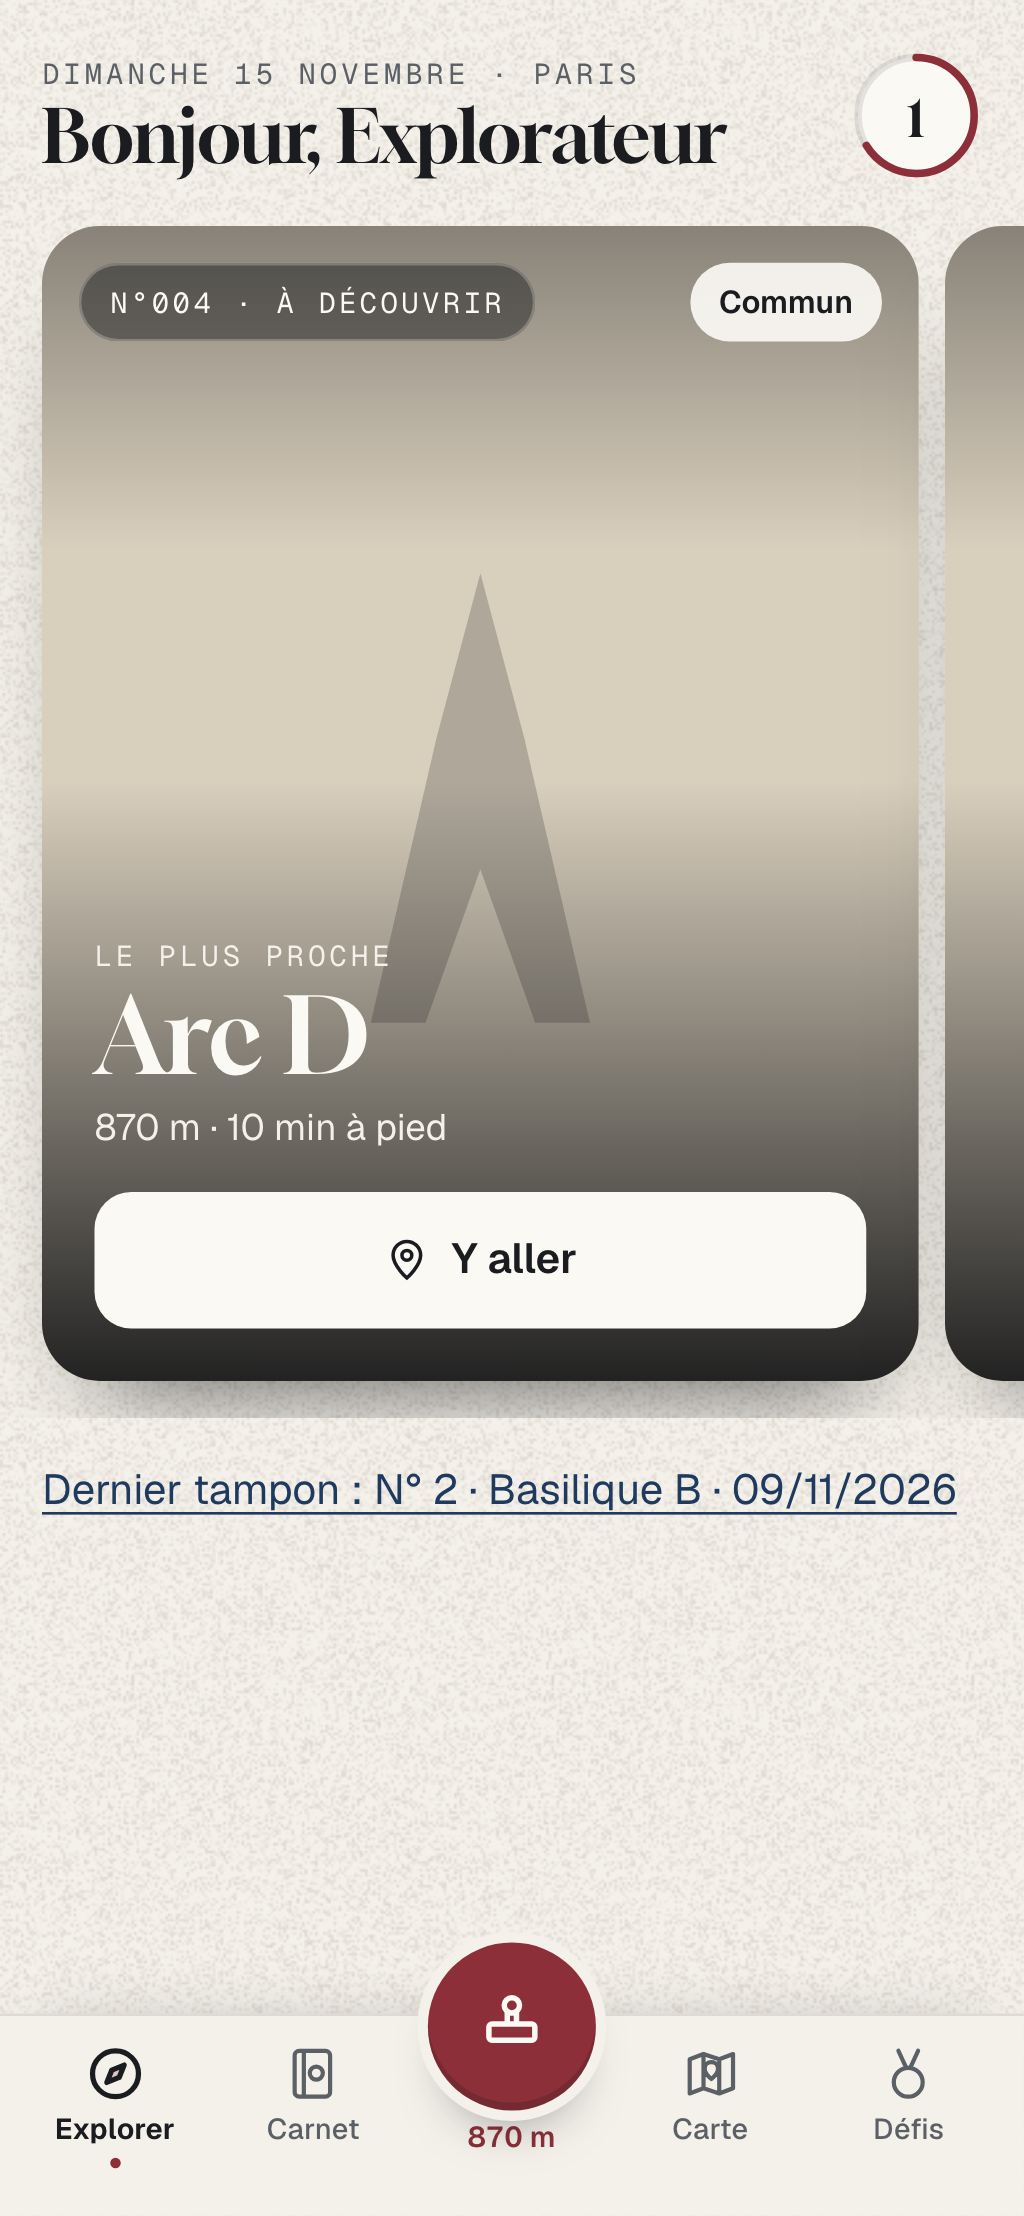 DIMANCHE 15 NOVEMBRE · PARIS
Bonjour, Explorateur
1
N°004 · À DÉCOUVRIR
Commun
LE PLUS PROCHE
Arc D
870 m · 10 min à pied
Y aller
Dernier tampon : N° 2 · Basilique B · 09/11/2026
Explorer
Carnet
870 m
Carte
Défis